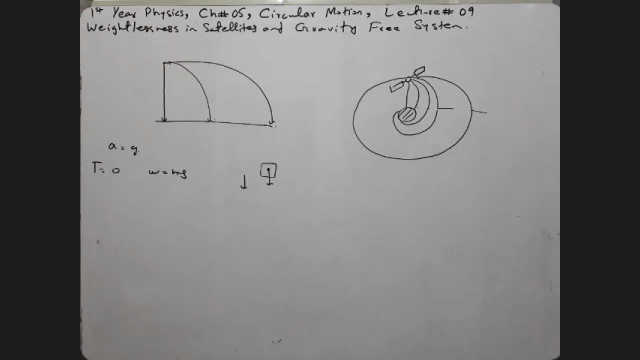 1st Year Physics, Ch#05, Circular Motion, Lecture#09
Weightlessness in Satellites and Gravity Free System.
a=g
T=0 w=mg